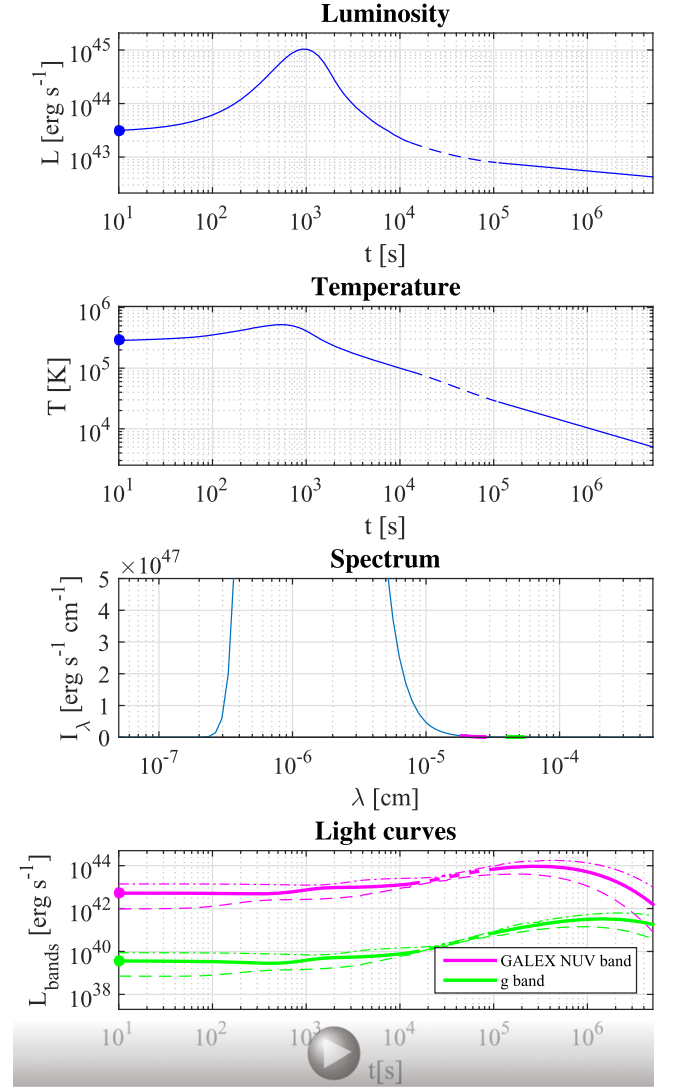 Luminosity
10^45
10^44
10^43
L [erg s^-1]
10^1 10^2 10^3 10^4 10^5 10^6
t [s]
Temperature
10^6
10^5
10^4
T [K]
10^1 10^2 10^3 10^4 10^5 10^6
t [s]
Spectrum
×10^47
5
4
3
2
1
0
I_λ [erg s^-1 cm^-1]
10^-7 10^-6 10^-5 10^-4
λ [cm]
Light curves
10^44
10^42
10^40
10^38
L_bands [erg s^-1]
GALEX NUV band
g band
10^1 10^2 10^3 10^4 10^5 10^6
t[s]